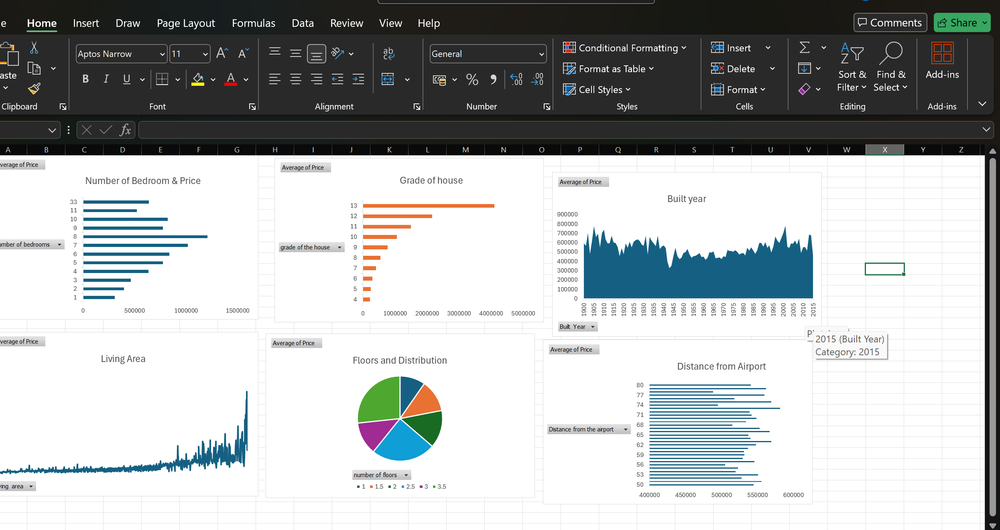 e Home Insert Draw Page Layout Formulas Data Review View Help Comments Share
aste
Clipboard
Aptos Narrow 11
B I U A
Font
ab
c
Alignment
General
% , .00 .00
Number
Conditional Formatting
Format as Table
Cell Styles
Styles
Insert
Delete
Format
Cells
Sort &
Filter
Find &
Select
Editing
Add-ins
Add-ins
fx
A B C D E F G H I J K L M N O P Q R S T U V W X Y Z
verage of Price
Number of Bedroom & Price
33
11
10
9
8
7
6
5
4
3
2
1
umber of bedrooms
0 500000 1000000 1500000
Average of Price
Grade of house
13
12
11
10
9
8
7
6
5
4
grade of the house
0 1000000 2000000 3000000 4000000 5000000
Average of Price
Built year
900000
800000
700000
600000
500000
400000
300000
200000
100000
0
1900 1905 1910 1915 1920 1925 1930 1935 1940 1945 1950 1955 1960 1965 1970 1975 1980 1985 1990 1995 2000 2005 2010 2015
Built Year
2015 (Built Year)
Category: 2015
verage of Price
Living Area
ving area
Average of Price
Floors and Distribution
number of floors
1 1.5 2 2.5 3 3.5
Average of Price
Distance from Airport
80
77
74
71
68
65
62
59
56
53
50
Distance from the airport
400000 450000 500000 550000 600000